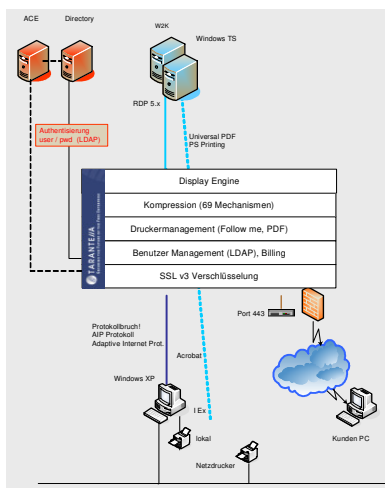 ACE
Directory
W2K
Windows TS
RDP 5.x
Authentisierung
user / pwd (LDAP)
Universal PDF
PS Printing
TARANTELLA
Display Engine
Kompression (69 Mechanismen)
Druckermanagement (Follow me, PDF)
Benutzer Management (LDAP), Billing
SSL v3 Verschlüsselung
Port 443
Protokollbruch!
AIP Protokoll
Adaptive Internet Prot.
Acrobat
Windows XP
I Ex
lokal
Netzdrucker
Kunden PC